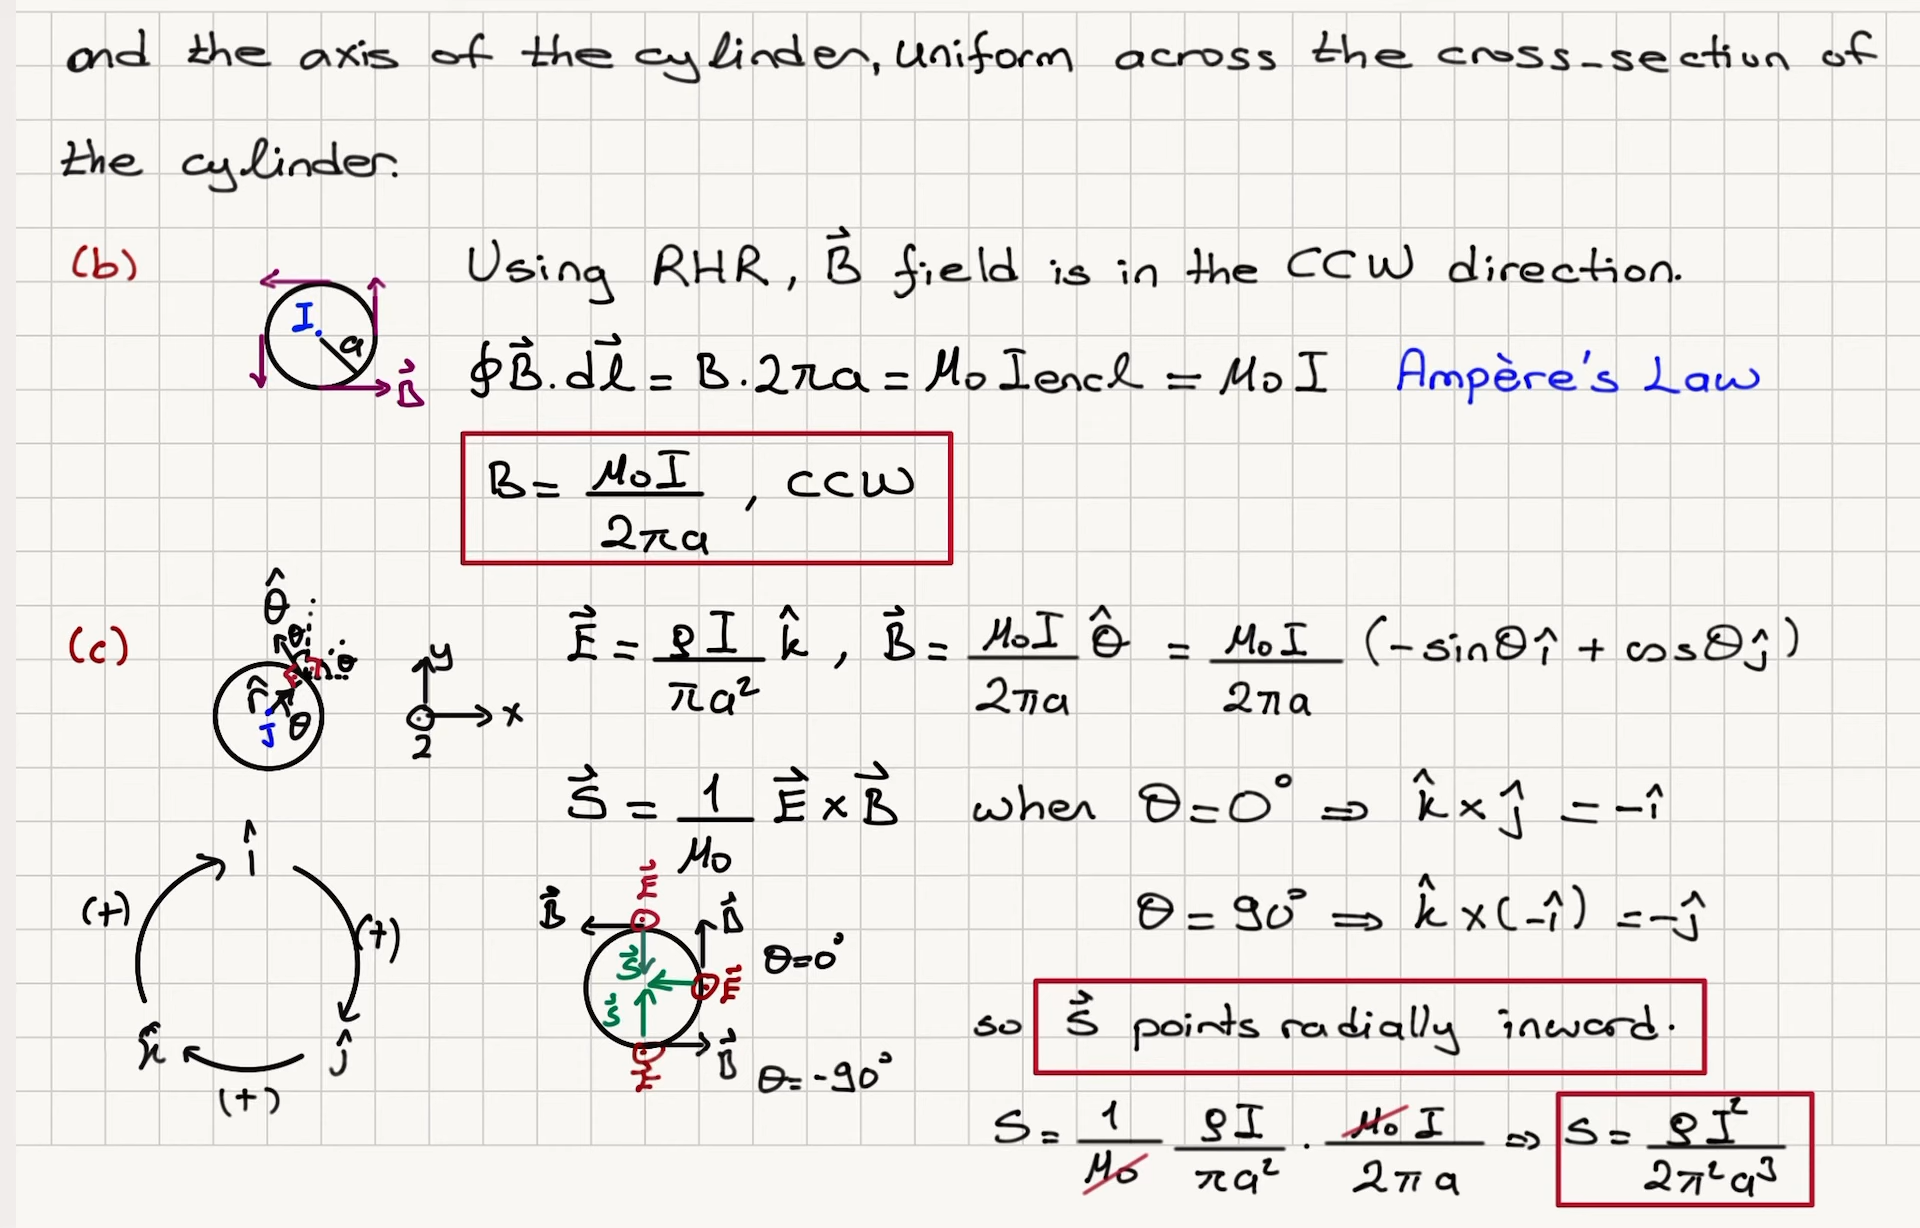 and the axis of the cylinder, uniform across the cross-section of
the cylinder.
(b) Using RHR, B⃗ field is in the CCW direction.
I a B⃗
∮B⃗.dl⃗ = B.2πa = μ₀Iencl = μ₀I Ampère's Law
B = μ₀I / 2πa , CCW
(c) θ̂ θ θ r̂ J θ y x z
E⃗ = ρI/πa² k̂ , B⃗ = μ₀I/2πa θ̂ = μ₀I/2πa (-sinθî + cosθĵ)
S⃗ = 1/μ₀ E⃗ x B⃗ when θ=0° ⇒ k̂ x ĵ = -î
θ = 90° ⇒ k̂ x (-î) = -ĵ
î (+) ĵ (+) k̂ (+)
E⃗ B⃗ B⃗ θ=0° S⃗ E⃗ S⃗ B⃗ E⃗ θ=-90°
so S⃗ points radially inward.
S = 1/μ₀ ρI/πa² . μ₀I/2πa ⇒ S = ρI²/2π²a³